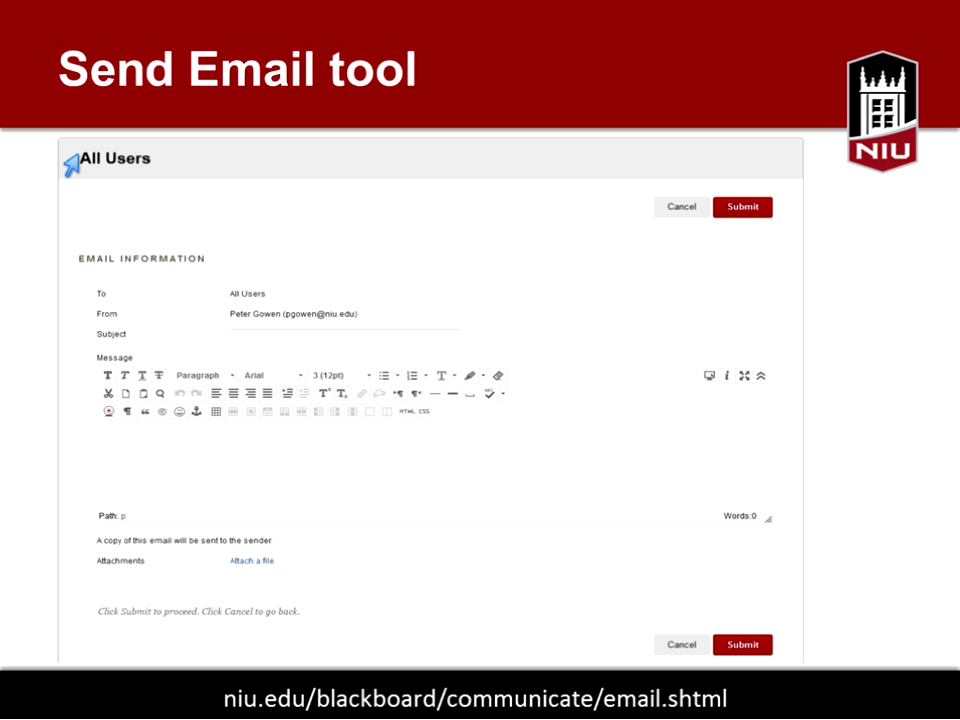 Send Email tool
NIU
All Users
Cancel Submit
EMAIL INFORMATION
To All Users
From Peter Gowen (pgowen@niu.edu)
Subject
Message
T T T T Paragraph Arial 3 (12pt)
HTML CSS
Path: p Words:0
A copy of this email will be sent to the sender
Attachments Attach a file
Click Submit to proceed. Click Cancel to go back.
Cancel Submit
niu.edu/blackboard/communicate/email.shtml